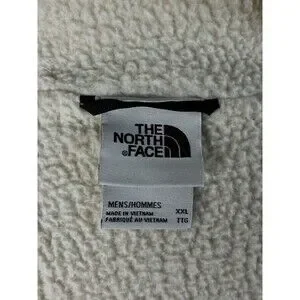 THE
NORTH
®FACE
MENS/HOMMES
MADE IN VIETNAM XXL
FABRIQUÉ AU VIETNAM TTG